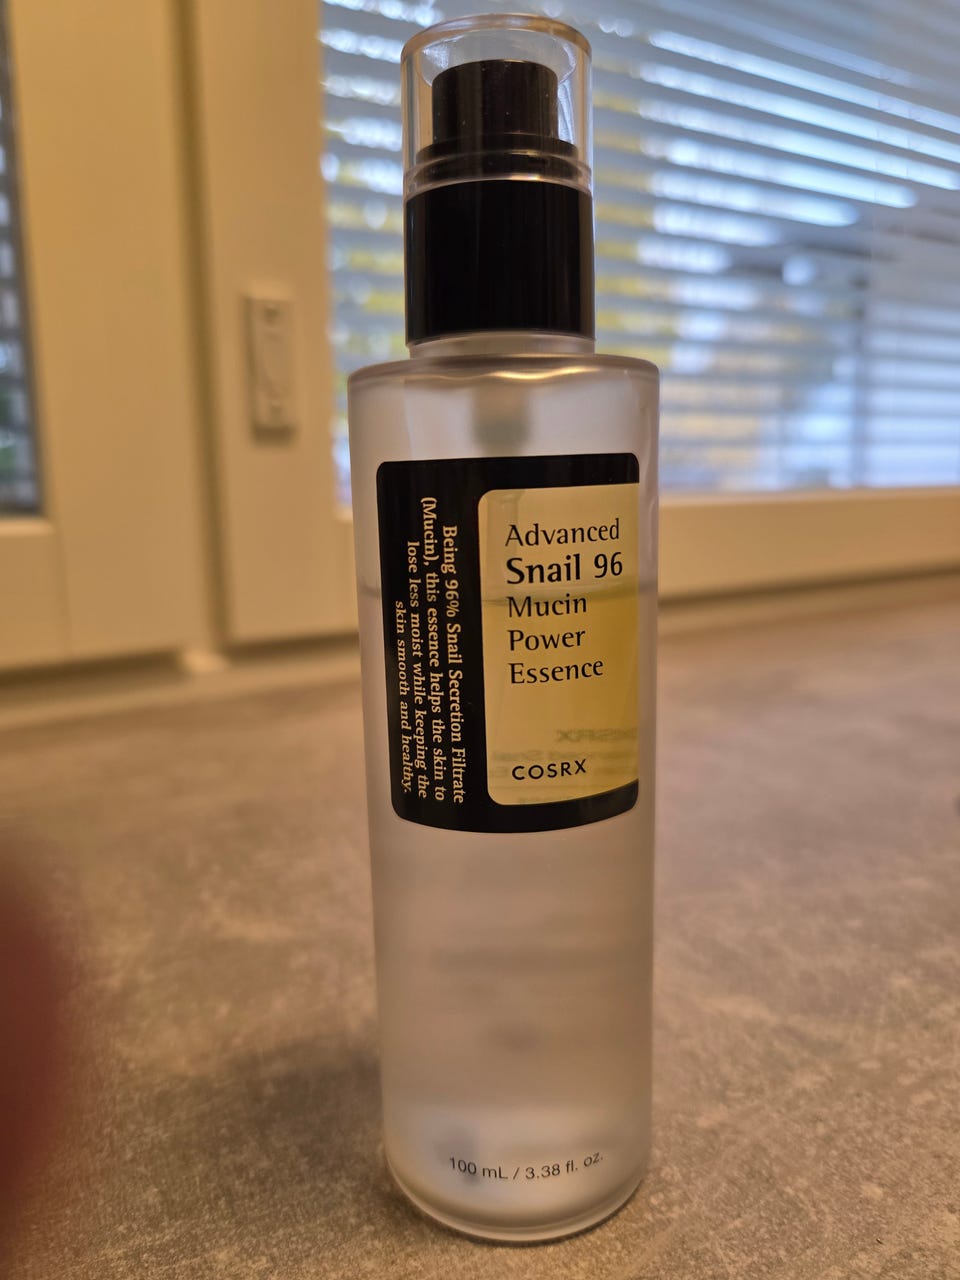 Being 96% Snail Secretion Filtrate
(Mucin), this essence helps the skin to
lose less moist while keeping the
skin smooth and healthy.
Advanced
Snail 96
Mucin
Power
Essence
COSRX
100 mL / 3.38 fl. oz.